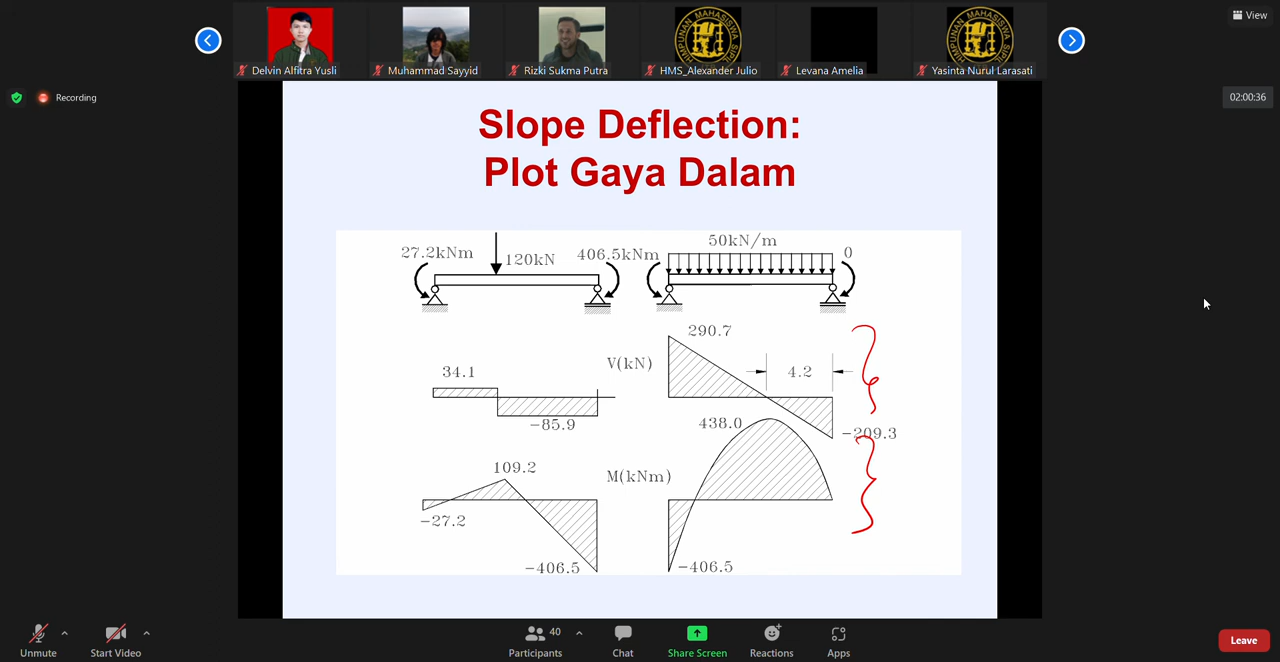 View
Delvin Alfitra Yusli
Muhammad Sayyid
Rizki Sukma Putra
HMS_Alexander Julio
Levana Amelia
Yasinta Nurul Larasati
Recording
02:00:36
Slope Deflection:
Plot Gaya Dalam
27.2kNm
120kN
406.5kNm
50kN/m
0
290.7
34.1
V(kN)
4.2
-85.9
-209.3
438.0
109.2
M(kNm)
-27.2
-406.5
-406.5
Unmute
Start Video
40
Participants
Chat
Share Screen
Reactions
Apps
Leave